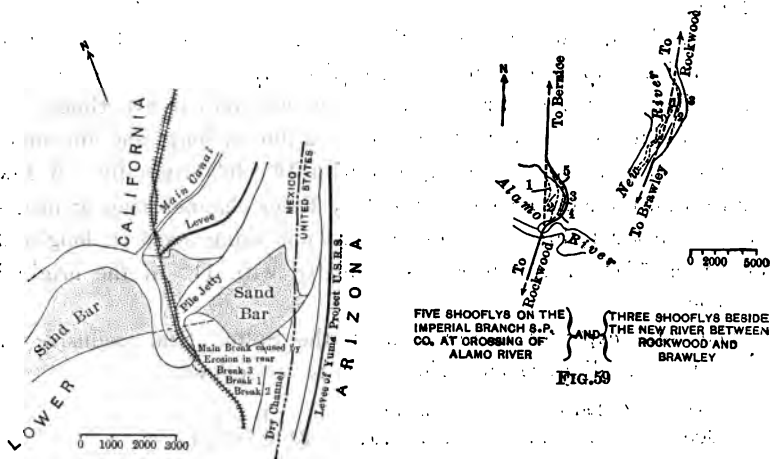 N
LOWER
CALIFORNIA
Main Canal
Levee
MEXICO
UNITED STATES
Pile Jetty
Sand
Bar
Sand Bar
Main Break caused by
Erosion in rear
Break 3
Break 1
Break 2
Dry Channel
Levee of Yuma Project U.S.R.S.
ARIZONA
0 1000 2000 3000
N
To Bernice
5
1
3
Alamo
River
To
Rockwood
To
Rockwood
New River
To Brawley
0 2000 5000
FIVE SHOOFLYS ON THE
IMPERIAL BRANCH S.P.
CO. AT CROSSING OF
ALAMO RIVER
AND
THREE SHOOFLYS BESIDE
THE NEW RIVER BETWEEN
ROCKWOOD AND
BRAWLEY
FIG.59